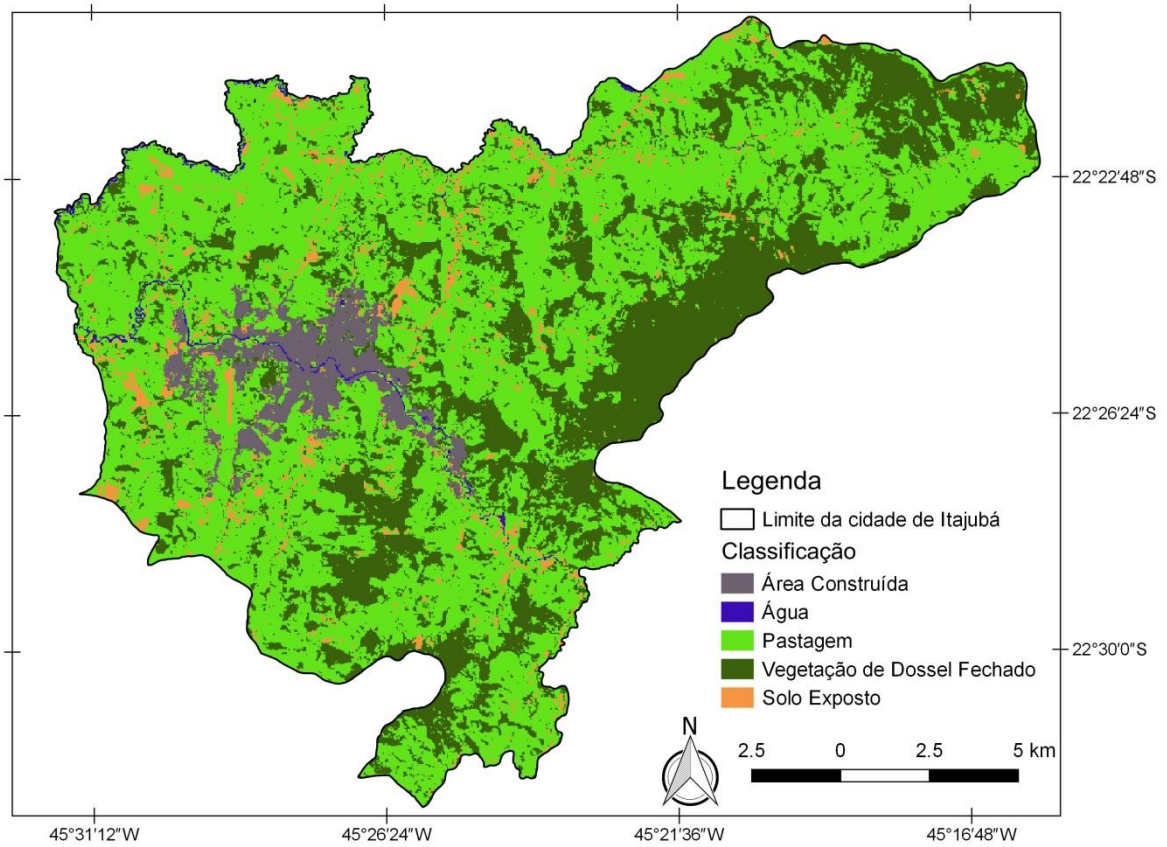 22°22′48″S
22°26′24″S
Legenda
Limite da cidade de Itajubá
Classificação
Área Construída
Água
Pastagem
Vegetação de Dossel Fechado
Solo Exposto
22°30′0″S
N
2.5 0 2.5 5 km
45°31′12″W 45°26′24″W 45°21′36″W 45°16′48″W